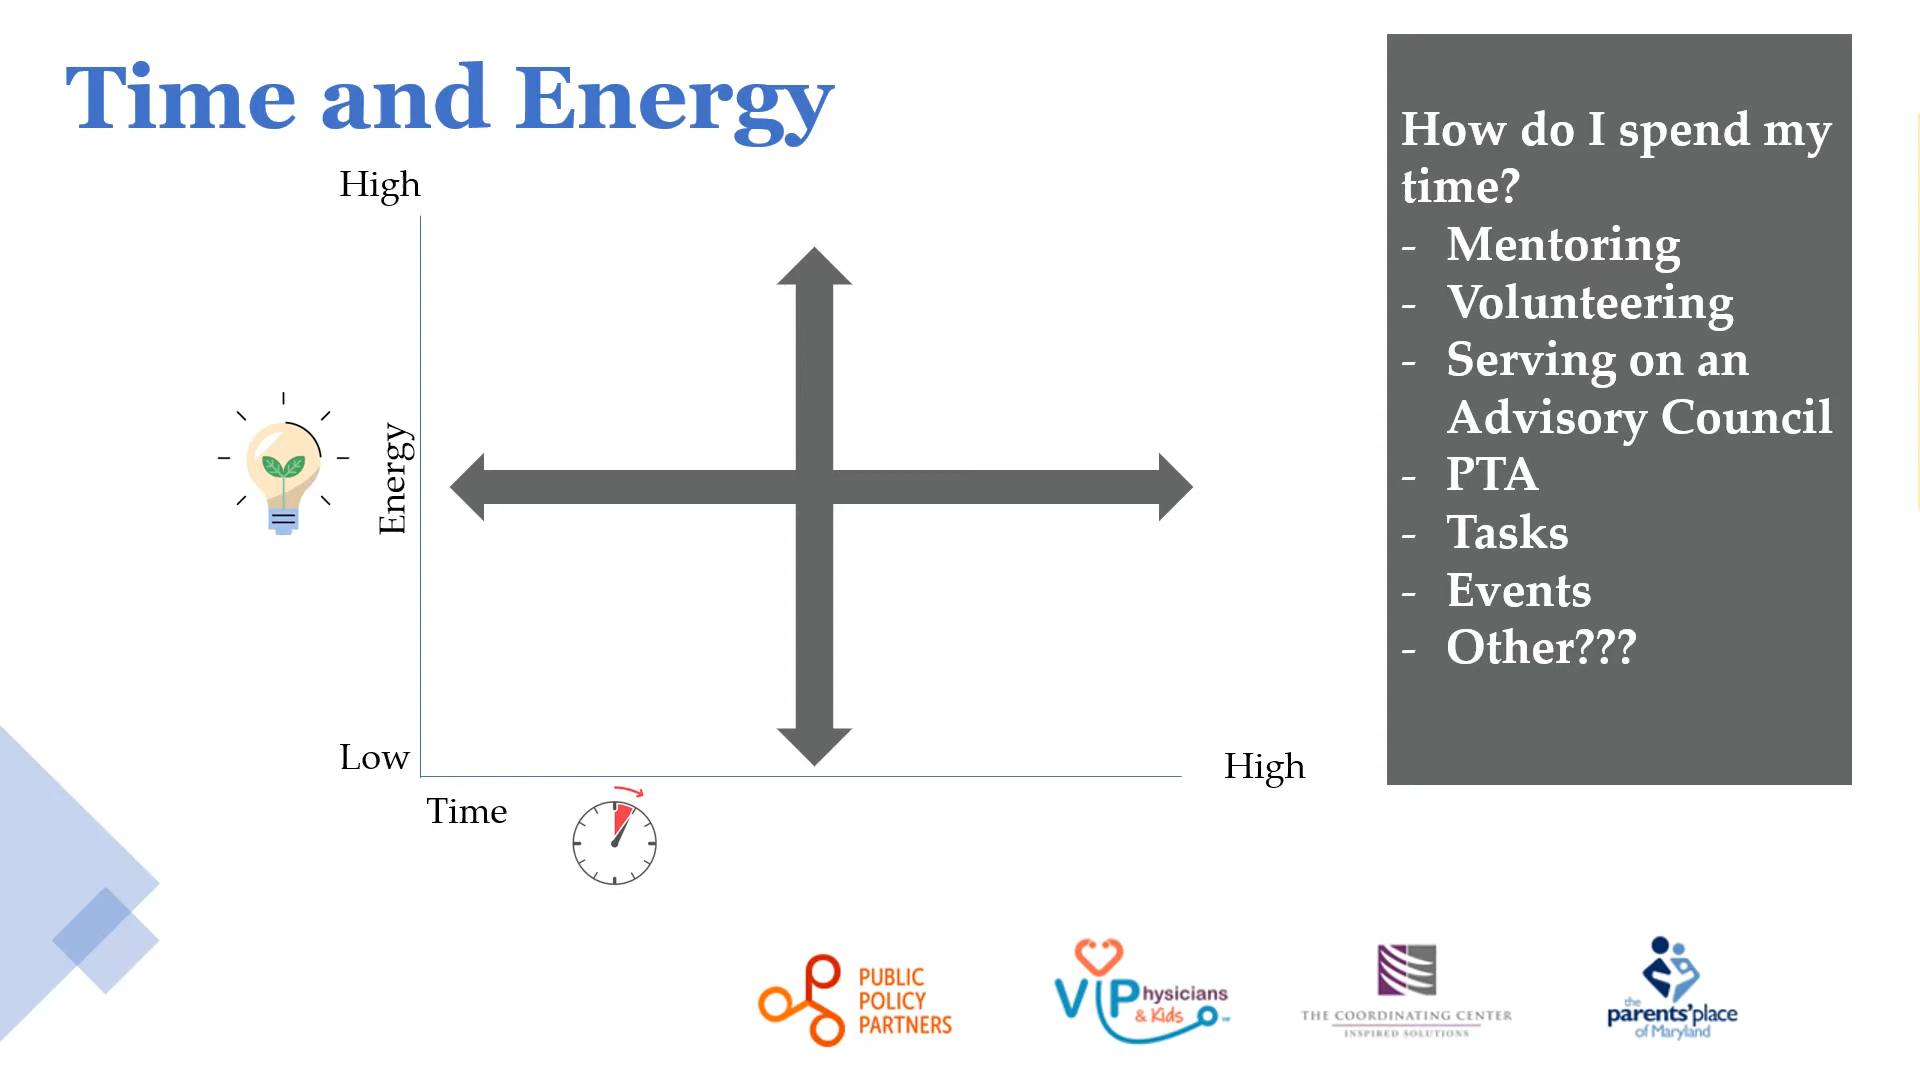 Time and Energy
High
Energy
Low
Time
High
How do I spend my
time?
- Mentoring
- Volunteering
- Serving on an
Advisory Council
- PTA
- Tasks
- Events
- Other???
PUBLIC
POLICY
PARTNERS
VIPhysicians
& Kids
THE COORDINATING CENTER
INSPIRED SOLUTIONS
the
parents'place
of Maryland